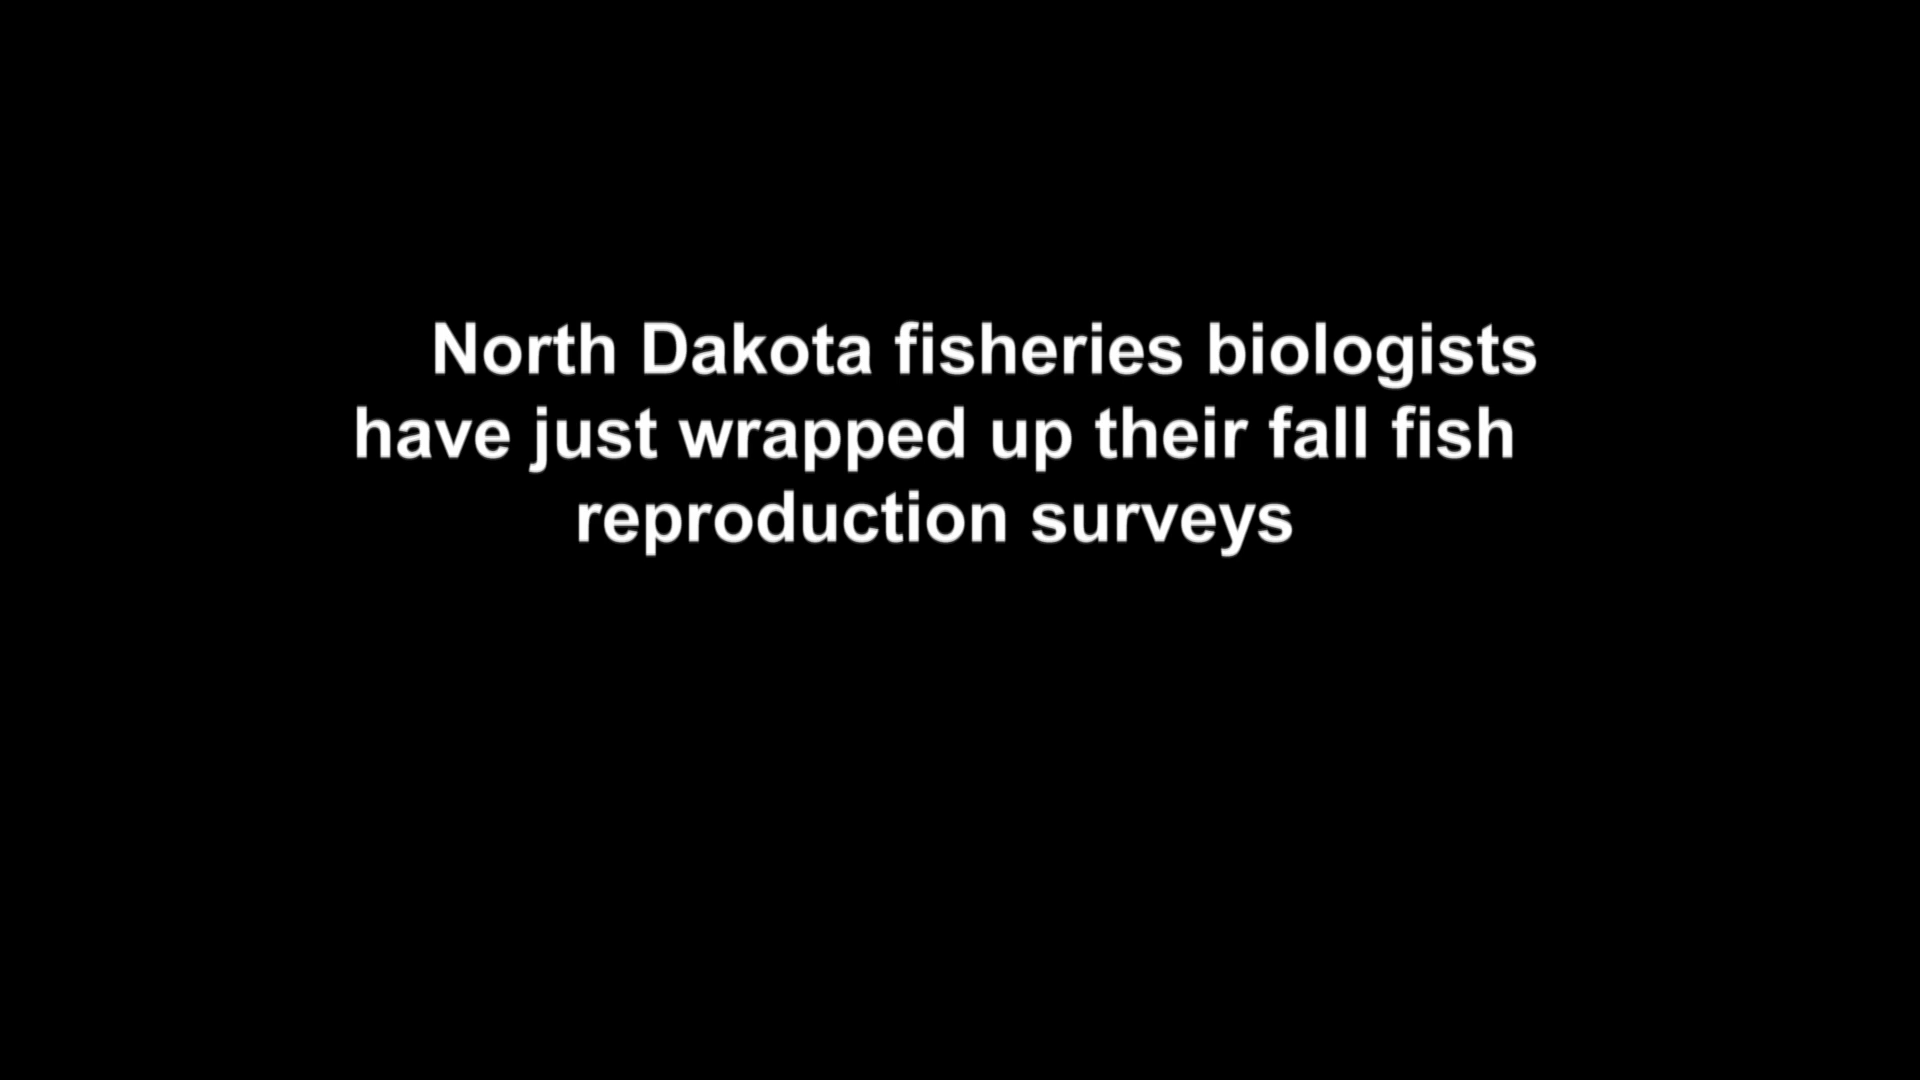 North Dakota fisheries biologists
have just wrapped up their fall fish
reproduction surveys